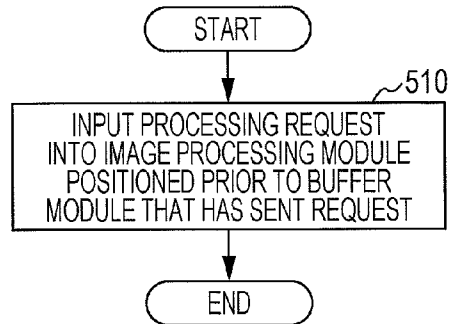 START
510
INPUT PROCESSING REQUEST
INTO IMAGE PROCESSING MODULE
POSITIONED PRIOR TO BUFFER
MODULE THAT HAS SENT REQUEST
END